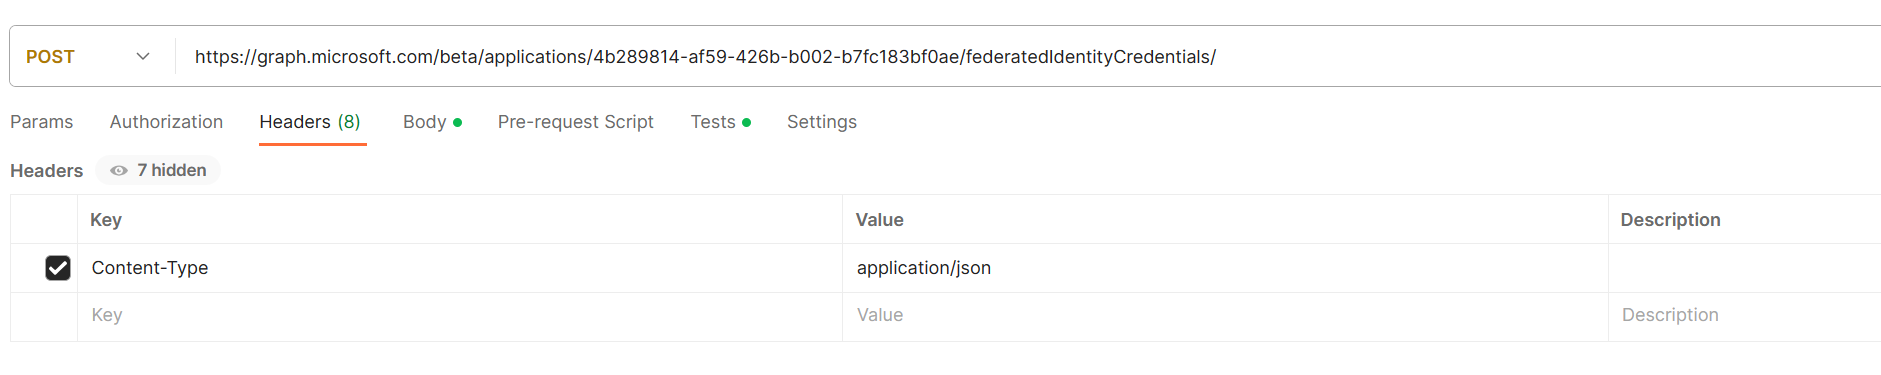 POST https://graph.microsoft.com/beta/applications/4b289814-af59-426b-b002-b7fc183bf0ae/federatedIdentityCredentials/
Params Authorization Headers (8) Body Pre-request Script Tests Settings
Headers 7 hidden
Key Value Description
Content-Type application/json
Key Value Description